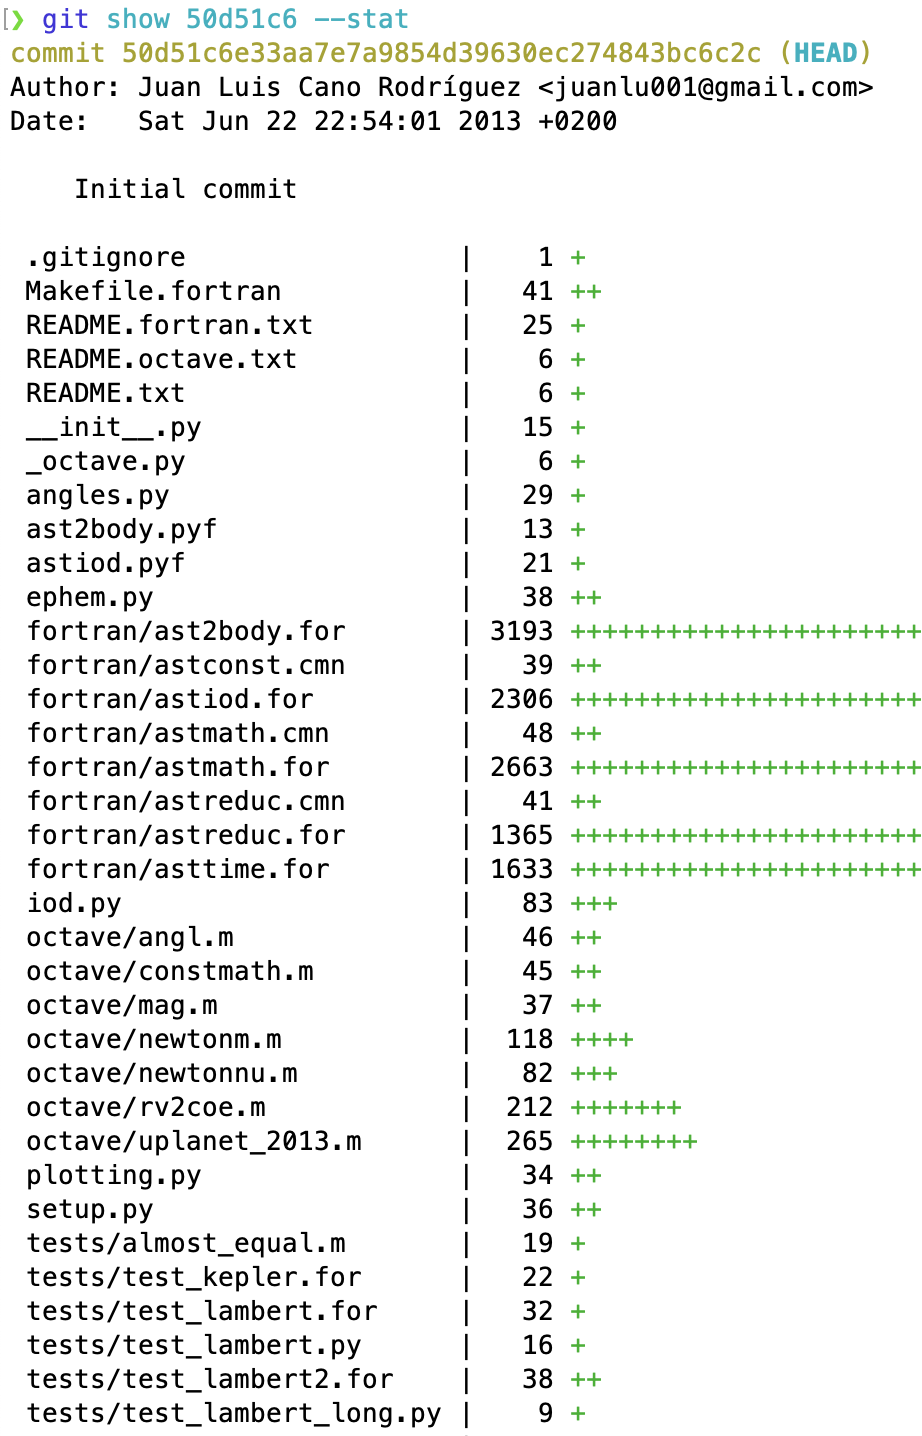 [❯ git show 50d51c6 --stat
commit 50d51c6e33aa7e7a9854d39630ec274843bc6c2c (HEAD)
Author: Juan Luis Cano Rodríguez <juanlu001@gmail.com>
Date:   Sat Jun 22 22:54:01 2013 +0200

    Initial commit

 .gitignore                 |    1 +
 Makefile.fortran           |   41 ++
 README.fortran.txt         |   25 +
 README.octave.txt          |    6 +
 README.txt                 |    6 +
 __init__.py                |   15 +
 _octave.py                 |    6 +
 angles.py                  |   29 +
 ast2body.pyf               |   13 +
 astiod.pyf                 |   21 +
 ephem.py                   |   38 ++
 fortran/ast2body.for       | 3193 ++++++++++++++++++++++
 fortran/astconst.cmn       |   39 ++
 fortran/astiod.for         | 2306 ++++++++++++++++++++++
 fortran/astmath.cmn        |   48 ++
 fortran/astmath.for        | 2663 ++++++++++++++++++++++
 fortran/astreduc.cmn       |   41 ++
 fortran/astreduc.for       | 1365 ++++++++++++++++++++++
 fortran/asttime.for        | 1633 ++++++++++++++++++++++
 iod.py                     |   83 +++
 octave/angl.m              |   46 ++
 octave/constmath.m         |   45 ++
 octave/mag.m               |   37 ++
 octave/newtonm.m           |  118 ++++
 octave/newtonnu.m          |   82 +++
 octave/rv2coe.m            |  212 +++++++
 octave/uplanet_2013.m      |  265 ++++++++
 plotting.py                |   34 ++
 setup.py                   |   36 ++
 tests/almost_equal.m       |   19 +
 tests/test_kepler.for      |   22 +
 tests/test_lambert.for     |   32 +
 tests/test_lambert.py      |   16 +
 tests/test_lambert2.for    |   38 ++
 tests/test_lambert_long.py |    9 +